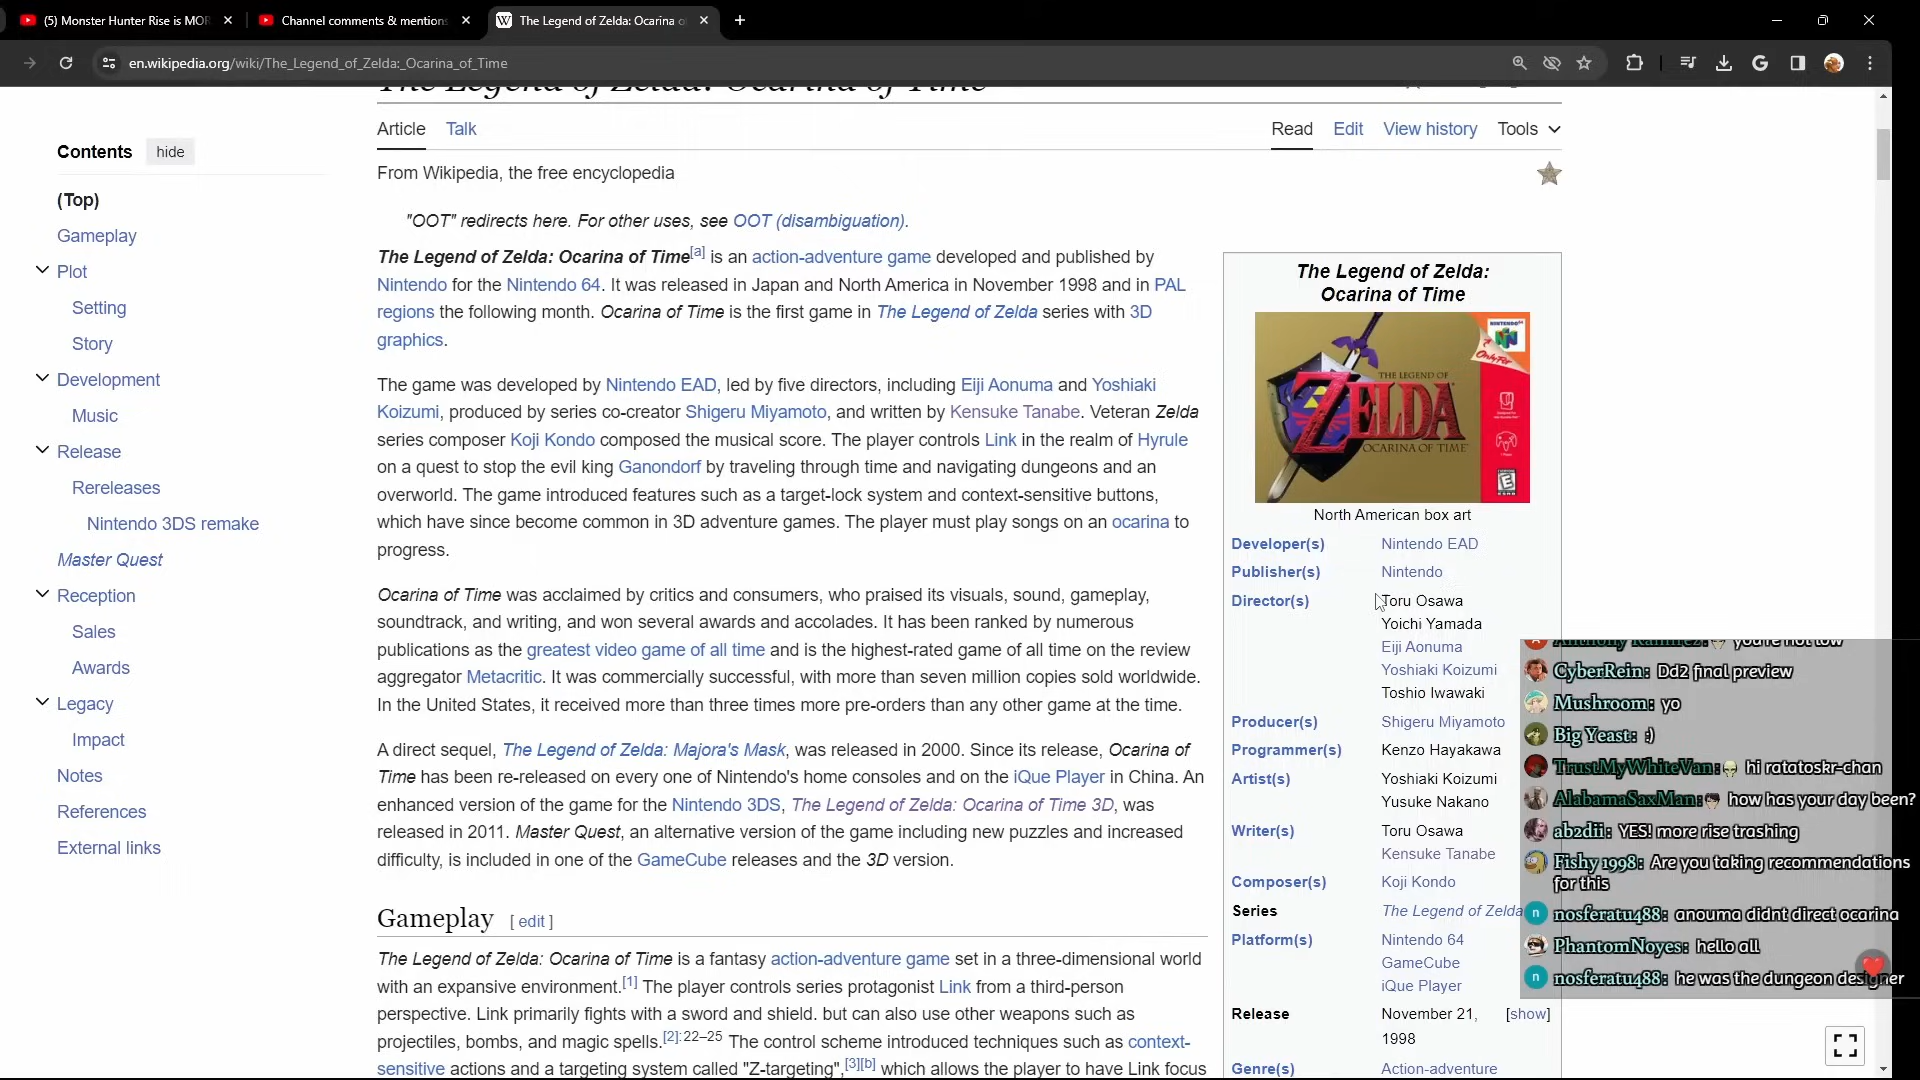 (5) Monster Hunter Rise is MOR
Channel comments & mention
The Legend of Zelda: Ocarina o
en.wikipedia.org/wiki/The_Legend_of_Zelda:_Ocarina_of_Time
The Legend of Zelda: Ocarina of Time
Contents hide
(Top)
Gameplay
Plot
Setting
Story
Development
Music
Release
Rereleases
Nintendo 3DS remake
Master Quest
Reception
Sales
Awards
Legacy
Impact
Notes
References
External links
Article Talk Read Edit View history Tools
From Wikipedia, the free encyclopedia
"OOT" redirects here. For other uses, see OOT (disambiguation).
The Legend of Zelda: Ocarina of Time[a] is an action-adventure game developed and published by
Nintendo for the Nintendo 64. It was released in Japan and North America in November 1998 and in PAL
regions the following month. Ocarina of Time is the first game in The Legend of Zelda series with 3D
graphics.
The game was developed by Nintendo EAD, led by five directors, including Eiji Aonuma and Yoshiaki
Koizumi, produced by series co-creator Shigeru Miyamoto, and written by Kensuke Tanabe. Veteran Zelda
series composer Koji Kondo composed the musical score. The player controls Link in the realm of Hyrule
on a quest to stop the evil king Ganondorf by traveling through time and navigating dungeons and an
overworld. The game introduced features such as a target-lock system and context-sensitive buttons,
which have since become common in 3D adventure games. The player must play songs on an ocarina to
progress.
Ocarina of Time was acclaimed by critics and consumers, who praised its visuals, sound, gameplay,
soundtrack, and writing, and won several awards and accolades. It has been ranked by numerous
publications as the greatest video game of all time and is the highest-rated game of all time on the review
aggregator Metacritic. It was commercially successful, with more than seven million copies sold worldwide.
In the United States, it received more than three times more pre-orders than any other game at the time.
A direct sequel, The Legend of Zelda: Majora's Mask, was released in 2000. Since its release, Ocarina of
Time has been re-released on every one of Nintendo's home consoles and on the iQue Player in China. An
enhanced version of the game for the Nintendo 3DS, The Legend of Zelda: Ocarina of Time 3D, was
released in 2011. Master Quest, an alternative version of the game including new puzzles and increased
difficulty, is included in one of the GameCube releases and the 3D version.
Gameplay [ edit ]
The Legend of Zelda: Ocarina of Time is a fantasy action-adventure game set in a three-dimensional world
with an expansive environment.[1] The player controls series protagonist Link from a third-person
perspective. Link primarily fights with a sword and shield, but can also use other weapons such as
projectiles, bombs, and magic spells.[2]:22–25 The control scheme introduced techniques such as context-
sensitive actions and a targeting system called "Z-targeting",[3][b] which allows the player to have Link focus
The Legend of Zelda:
Ocarina of Time
NINTENDO 64
Only For
THE LEGEND OF
ZELDA
OCARINA OF TIME
E
North American box art
Developer(s) Nintendo EAD
Publisher(s) Nintendo
Director(s) Toru Osawa
Yoichi Yamada
Eiji Aonuma
Yoshiaki Koizumi
Toshio Iwawaki
Producer(s) Shigeru Miyamoto
Programmer(s) Kenzo Hayakawa
Artist(s) Yoshiaki Koizumi
Yusuke Nakano
Writer(s) Toru Osawa
Kensuke Tanabe
Composer(s) Koji Kondo
Series The Legend of Zelda
Platform(s) Nintendo 64
GameCube
iQue Player
Release November 21, [show]
1998
Genre(s) Action-adventure
Anthony Ramirez: you're not low
CyberRein: Dd2 final preview
Mushroom: yo
Big Yeast: :)
TrustMyWhiteVan: hi ratatoskr-chan
AlabamaSaxMan: how has your day been?
ab2dii: YES! more rise trashing
Fishy 1998: Are you taking recommendations
for this
n nosferatu488: anouma didnt direct ocarina
PhantomNoyes: hello all
n nosferatu488: he was the dungeon designer